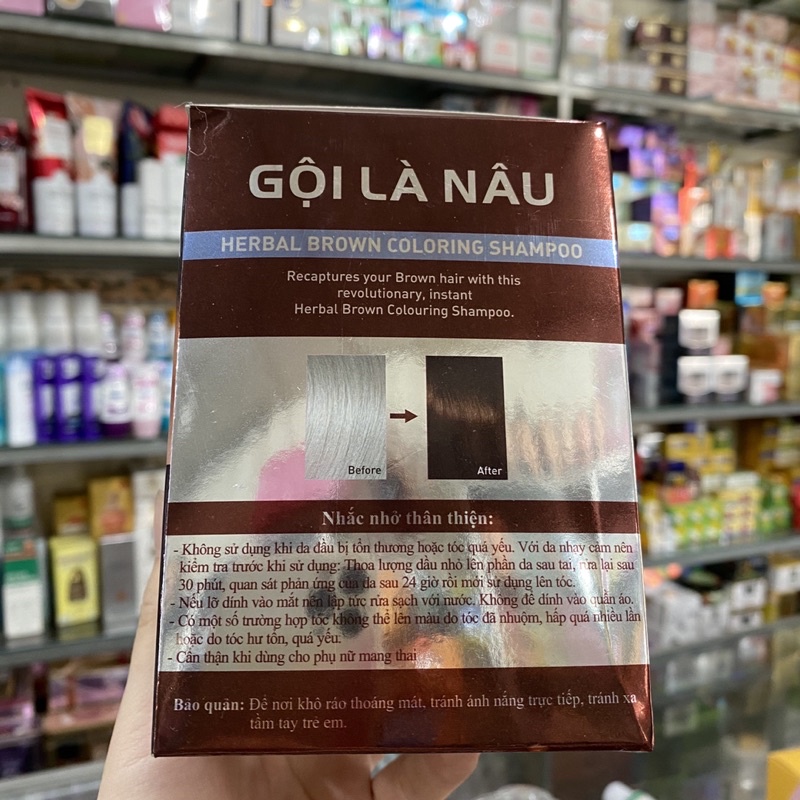 GỘI LÀ NÂU
HERBAL BROWN COLORING SHAMPOO
Recaptures your Brown hair with this
revolutionary, instant
Herbal Brown Colouring Shampoo.
Before
After
Nhắc nhở thân thiện:
- Không sử dụng khi da đầu bị tổn thương hoặc tóc quá yếu. Với da nhạy cảm nên
kiểm tra trước khi sử dụng: Thoa lượng dầu nhỏ lên phần da sau tai, rửa lại sau
30 phút, quan sát phản ứng của da sau 24 giờ rồi mới sử dụng lên tóc.
- Nếu lỡ dính vào mắt nên lập tức rửa sạch với nước. Không để dính vào quần áo.
- Có một số trường hợp tóc không thể lên màu do tóc đã nhuộm, hấp quá nhiều lần
hoặc do tóc hư tổn, quá yếu.
- Cẩn thận khi dùng cho phụ nữ mang thai
Bảo quản: Để nơi khô ráo thoáng mát, tránh ánh nắng trực tiếp, tránh xa
tầm tay trẻ em.